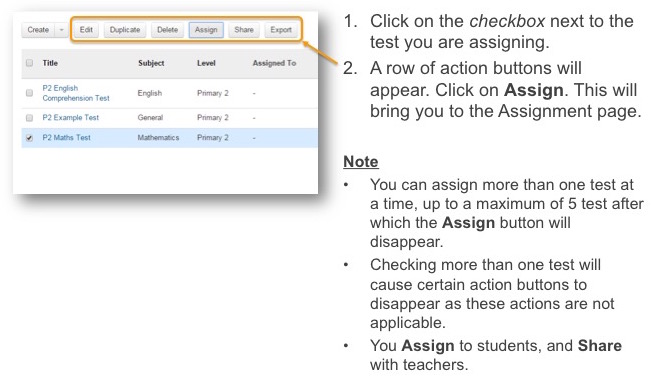 Create Edit Duplicate Delete Assign Share Export
Title Subject Level Assigned To
P2 English
Comprehension Test English Primary 2 -
P2 Example Test General Primary 2 -
P2 Maths Test Mathematics Primary 2 -
1. Click on the checkbox next to the
test you are assigning.
2. A row of action buttons will
appear. Click on Assign. This will
bring you to the Assignment page.
Note
• You can assign more than one test at
a time, up to a maximum of 5 test after
which the Assign button will
disappear.
• Checking more than one test will
cause certain action buttons to
disappear as these actions are not
applicable.
• You Assign to students, and Share
with teachers.